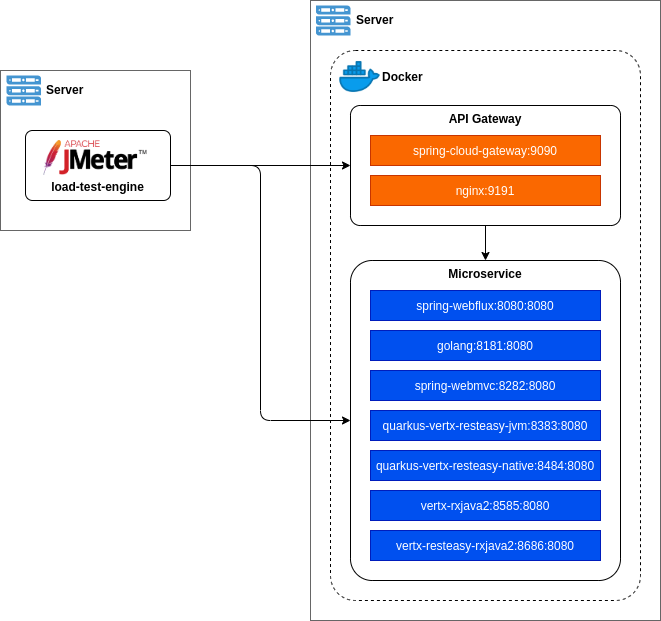 Server
APACHE
JMeter™
load-test-engine
Server
Docker
API Gateway
spring-cloud-gateway:9090
nginx:9191
Microservice
spring-webflux:8080:8080
golang:8181:8080
spring-webmvc:8282:8080
quarkus-vertx-resteasy-jvm:8383:8080
quarkus-vertx-resteasy-native:8484:8080
vertx-rxjava2:8585:8080
vertx-resteasy-rxjava2:8686:8080